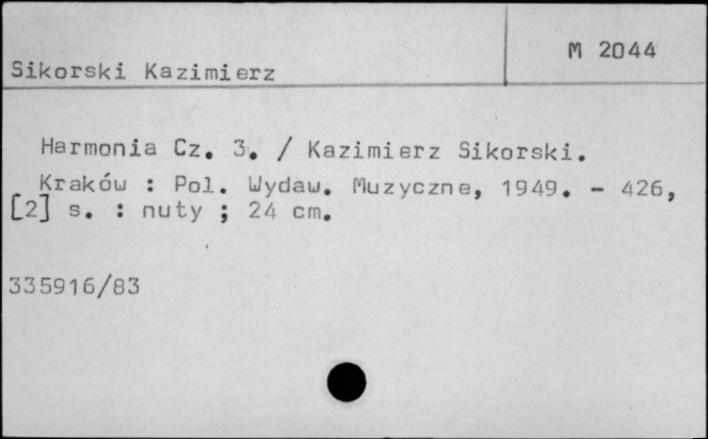 M 2044
Sikorski Kazimierz
Harmonia Cz. 3. / Kazimierz Sikorski.
Kraków : Pol. Wydaw. Muzyczne, 1949. - 426,
[2] s. : nuty ; 24 cm.
335916/83